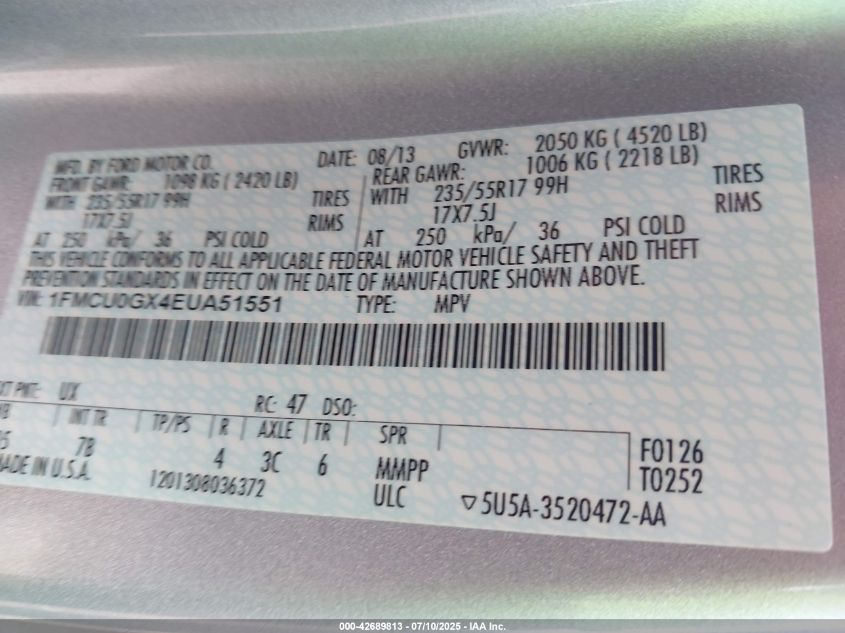 MFD. BY FORD MOTOR CO. DATE: 08/13 GVWR: 2050 KG ( 4520 LB)
FRONT GAWR: 1098 KG ( 2420 LB) REAR GAWR: 1006 KG ( 2218 LB)
WITH 235/55R17 99H TIRES WITH 235/55R17 99H TIRES
17X7.5J RIMS 17X7.5J RIMS
AT 250 kPa/ 36 PSI COLD AT 250 kPa/ 36 PSI COLD
THIS VEHICLE CONFORMS TO ALL APPLICABLE FEDERAL MOTOR VEHICLE SAFETY AND THEFT
PREVENTION STANDARDS IN EFFECT ON THE DATE OF MANUFACTURE SHOWN ABOVE.
VIN: 1FMCU0GX4EUA51551 TYPE: MPV
PNT: UX
RC: 47 DSO:
INT TR TP/PS R AXLE TR SPR
7B 4 3C 6 MMPP
ULC
F0126
T0252
MADE IN U.S.A. 1201308036372
▽5U5A-3520472-AA
000-42689813 - 07/10/2025 - IAA Inc.